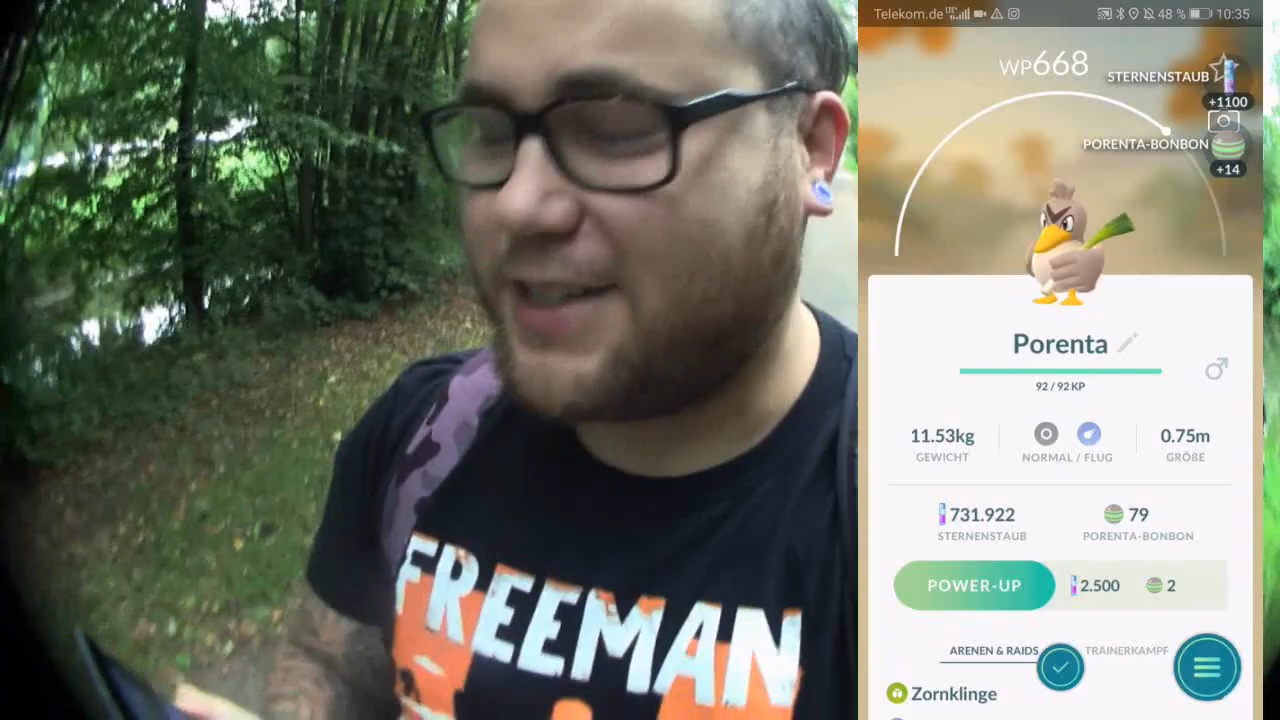 Telekom.de LTE 48 % 10:35
WP668
STERNENSTAUB
+1100
PORENTA-BONBON
+14
Porenta
92 / 92 KP
11.53kg
GEWICHT
NORMAL / FLUG
0.75m
GRÖßE
731.922
STERNENSTAUB
79
PORENTA-BONBON
POWER-UP
2.500
2
ARENEN & RAIDS
TRAINERKAMPF
Zornklinge
FREEMAN